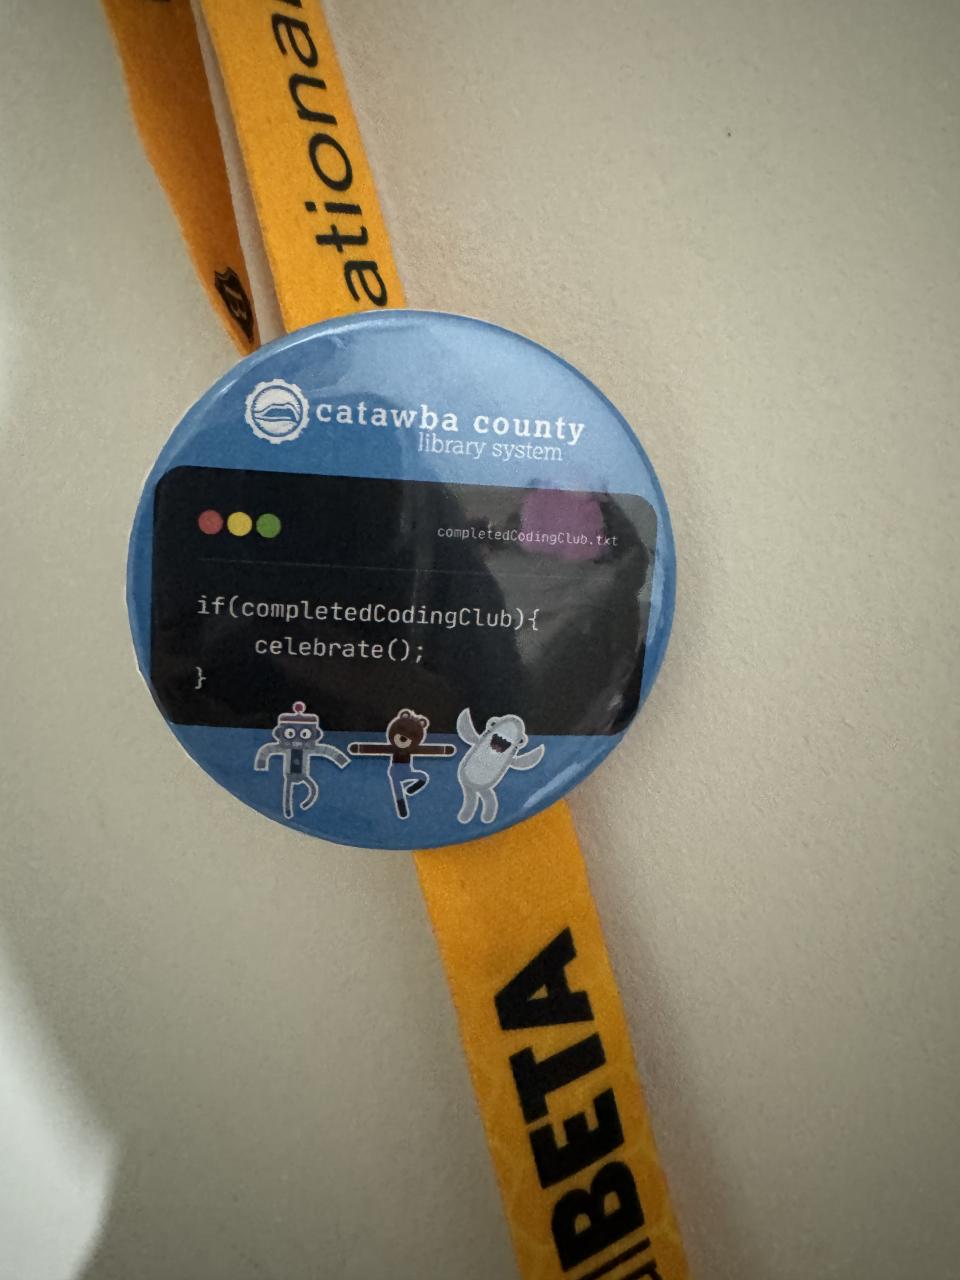 ational
catawba county
library system
completedCodingClub.txt
if(completedCodingClub){
celebrate();
}
BETA